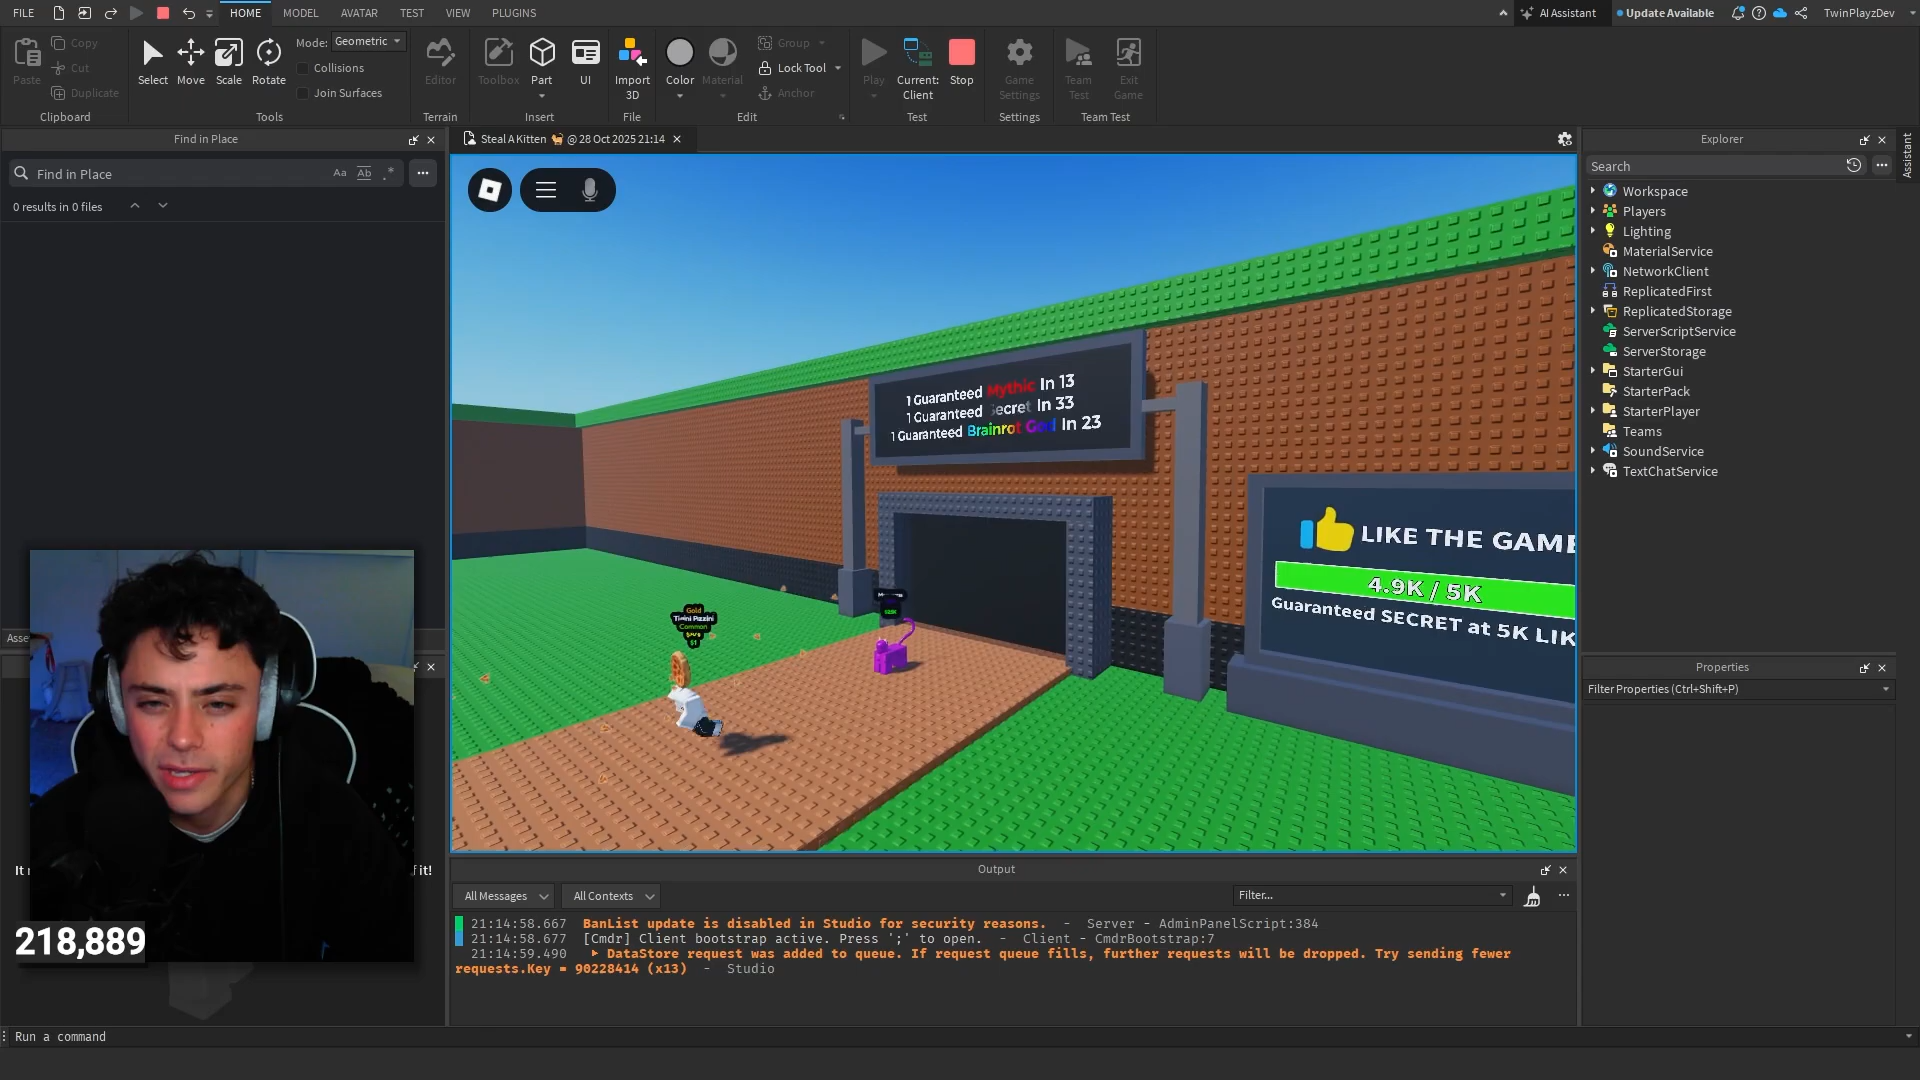 FILE
HOME
MODEL
AVATAR
TEST
VIEW
PLUGINS
AI Assistant
Update Available
TwinPlayzDev
Paste
Copy
Cut
Duplicate
Clipboard
Select
Move
Scale
Rotate
Mode: Geometric
Collisions
Join Surfaces
Tools
Editor
Terrain
Toolbox
Part
UI
Insert
Import
3D
File
Color
Material
Group
Lock Tool
Anchor
Edit
Play
Current:
Client
Stop
Test
Game
Settings
Settings
Team
Test
Exit
Game
Team Test
Find in Place
Find in Place
Aa
Ab
0 results in 0 files
Steal A Kitten @ 28 Oct 2025 21:14
1 Guaranteed Mythic In 13
1 Guaranteed Secret In 33
1 Guaranteed Brainrot God In 23
LIKE THE GAME
4.9K / 5K
Guaranteed SECRET at 5K LIK
Gold
Common
$1
218,889
Explorer
Search
Assistant
Workspace
Players
Lighting
MaterialService
NetworkClient
ReplicatedFirst
ReplicatedStorage
ServerScriptService
ServerStorage
StarterGui
StarterPack
StarterPlayer
Teams
SoundService
TextChatService
Properties
Filter Properties (Ctrl+Shift+P)
Output
All Messages
All Contexts
Filter...
21:14:58.667 BanList update is disabled in Studio for security reasons. - Server - AdminPanelScript:384
21:14:58.677 [Cmdr] Client bootstrap active. Press ';' to open. - Client - CmdrBootstrap:7
21:14:59.490 DataStore request was added to queue. If request queue fills, further requests will be dropped. Try sending fewer
requests.Key = 90228414 (x13) - Studio
Run a command